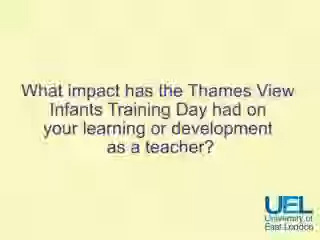 What impact has the Thames View
Infants Training Day had on
your learning or development
as a teacher?
UEL
University of
East London